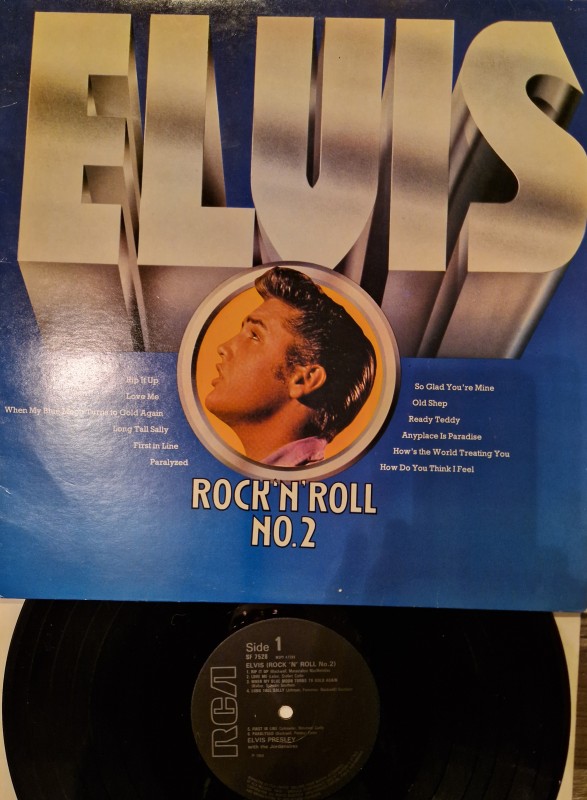 ELVIS
Rip It Up
Love Me
When My Blue Moon Turns to Gold Again
Long Tall Sally
First in Line
Paralyzed
So Glad You're Mine
Old Shep
Ready Teddy
Anyplace Is Paradise
How's the World Treating You
How Do You Think I Feel
ROCK'N'ROLL
NO.2
RCA
Side 1
SF 7528
ELVIS (ROCK 'N' ROLL No.2)
1. RIP IT UP
2. LOVE ME
3. WHEN MY BLUE MOON TURNS TO GOLD AGAIN
4. LONG TALL SALLY
5. FIRST IN LINE
6. PARALYZED
ELVIS PRESLEY
with the Jordanaires